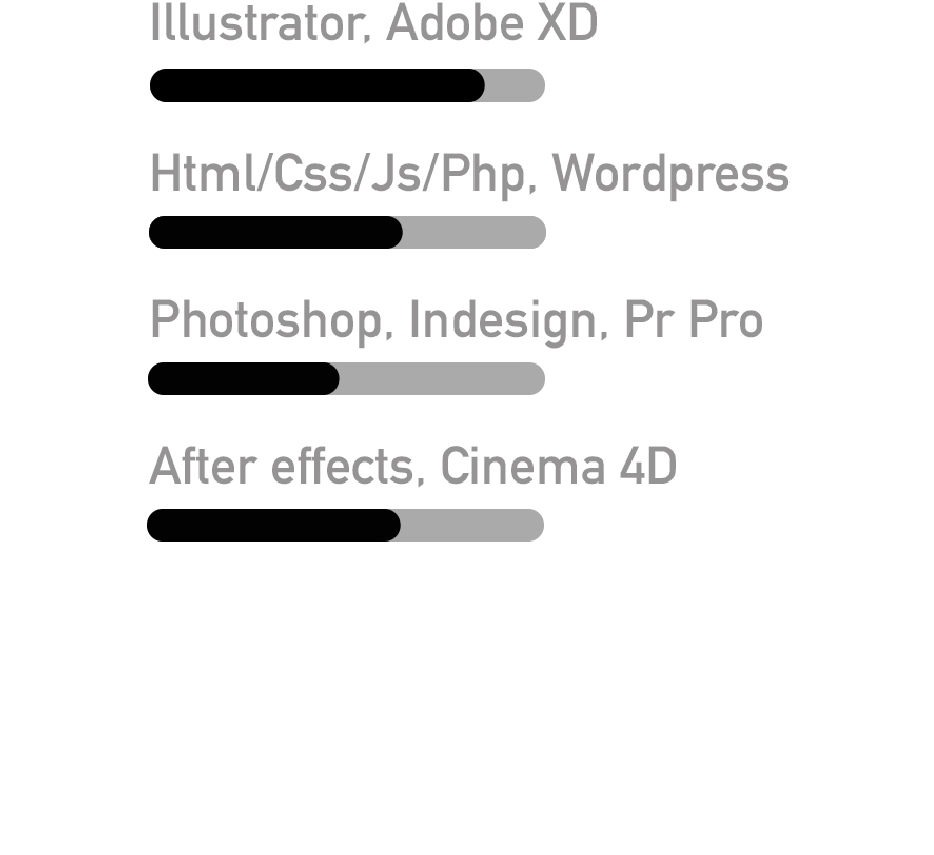 Illustrator, Adobe XD
Html/Css/Js/Php, Wordpress
Photoshop, Indesign, Pr Pro
After effects, Cinema 4D